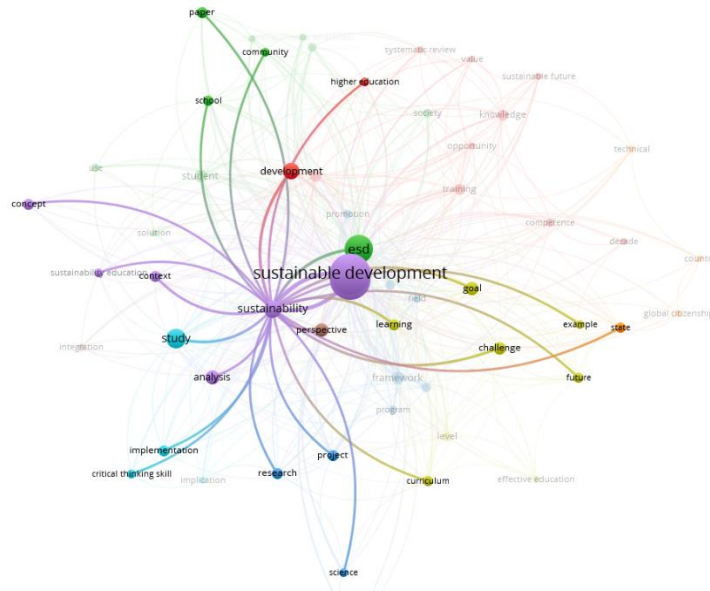 paper
community
systematic review
value
higher education
sustainable future
school
society
knowledge
opportunity
technical
use
student
development
training
concept
promotion
competence
solution
decade
esd
sustainability education
context
sustainable development
goal
field
sustainability
global citizenship
learning
example
state
perspective
study
integration
challenge
analysis
framework
future
program
level
implementation
project
critical thinking skill
implication
research
curriculum
effective education
science